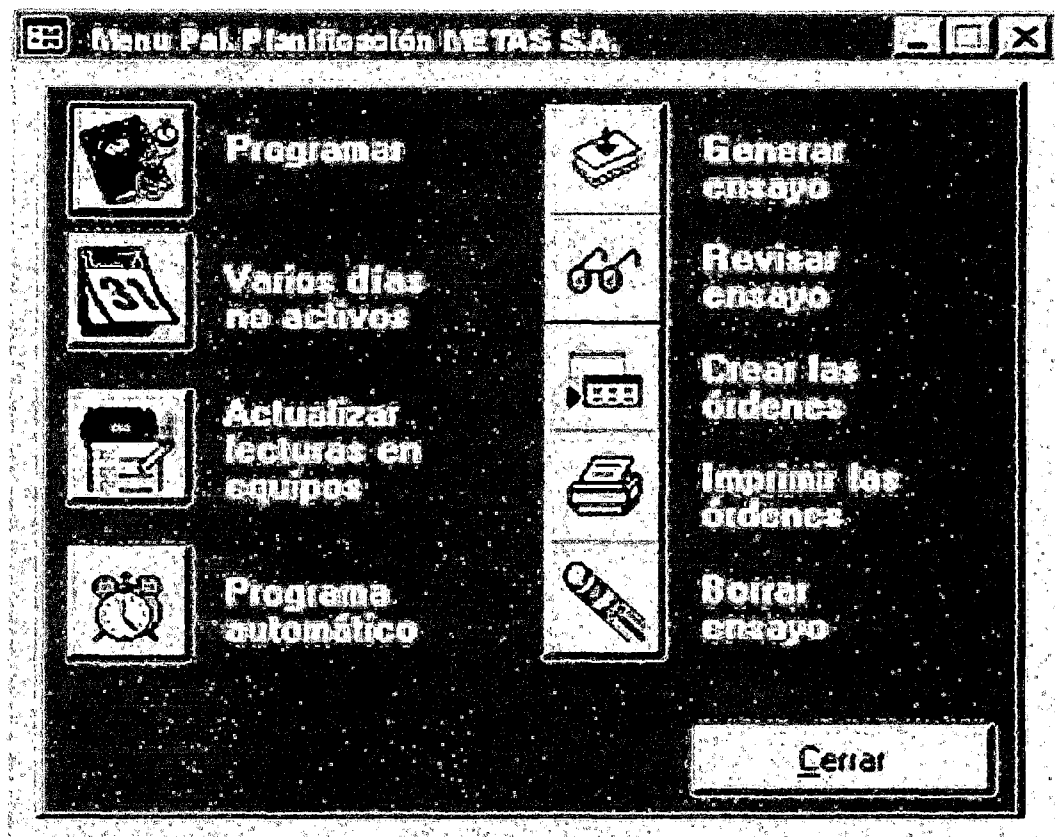 Menu Pal. Planificación METAS S.A.
Programar
Varios días
no activos
Actualizar
lecturas en
equipos
Programa
automático
Generar
ensayo
Revisar
ensayo
Crear las
órdenes
Imprimir las
órdenes
Borrar
ensayo
31
Cerrar